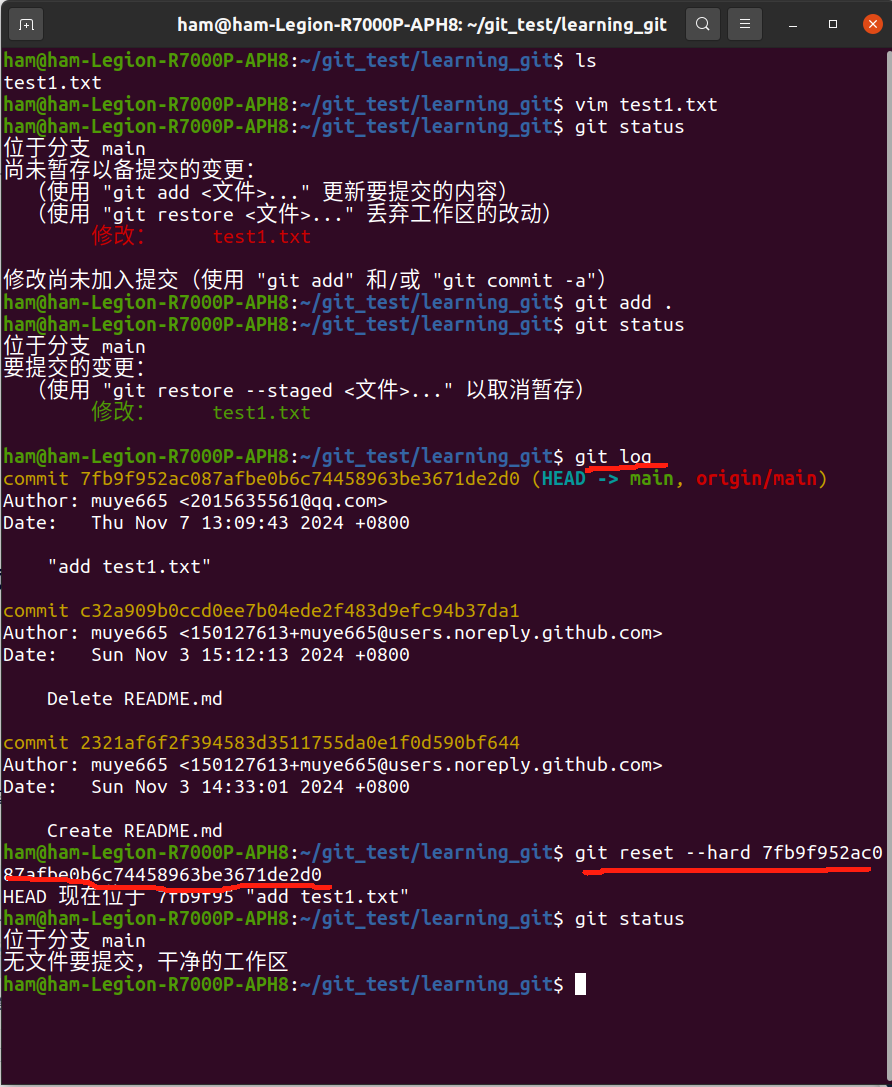 ham@ham-Legion-R7000P-APH8: ~/git_test/learning_git
ham@ham-Legion-R7000P-APH8:~/git_test/learning_git$ ls
test1.txt
ham@ham-Legion-R7000P-APH8:~/git_test/learning_git$ vim test1.txt
ham@ham-Legion-R7000P-APH8:~/git_test/learning_git$ git status
位于分支 main
尚未暂存以备提交的变更：
  （使用 "git add <文件>..." 更新要提交的内容）
  （使用 "git restore <文件>..." 丢弃工作区的改动）
        修改：     test1.txt
修改尚未加入提交（使用 "git add" 和/或 "git commit -a"）
ham@ham-Legion-R7000P-APH8:~/git_test/learning_git$ git add .
ham@ham-Legion-R7000P-APH8:~/git_test/learning_git$ git status
位于分支 main
要提交的变更：
  （使用 "git restore --staged <文件>..." 以取消暂存）
        修改：     test1.txt
ham@ham-Legion-R7000P-APH8:~/git_test/learning_git$ git log
commit 7fb9f952ac087afbe0b6c74458963be3671de2d0 (HEAD -> main, origin/main)
Author: muye665 <2015635561@qq.com>
Date:   Thu Nov 7 13:09:43 2024 +0800
    "add test1.txt"
commit c32a909b0ccd0ee7b04ede2f483d9efc94b37da1
Author: muye665 <150127613+muye665@users.noreply.github.com>
Date:   Sun Nov 3 15:12:13 2024 +0800
    Delete README.md
commit 2321af6f2f394583d3511755da0e1f0d590bf644
Author: muye665 <150127613+muye665@users.noreply.github.com>
Date:   Sun Nov 3 14:33:01 2024 +0800
    Create README.md
ham@ham-Legion-R7000P-APH8:~/git_test/learning_git$ git reset --hard 7fb9f952ac0
87afbe0b6c74458963be3671de2d0
HEAD 现在位于 7fb9f95 "add test1.txt"
ham@ham-Legion-R7000P-APH8:~/git_test/learning_git$ git status
位于分支 main
无文件要提交，干净的工作区
ham@ham-Legion-R7000P-APH8:~/git_test/learning_git$